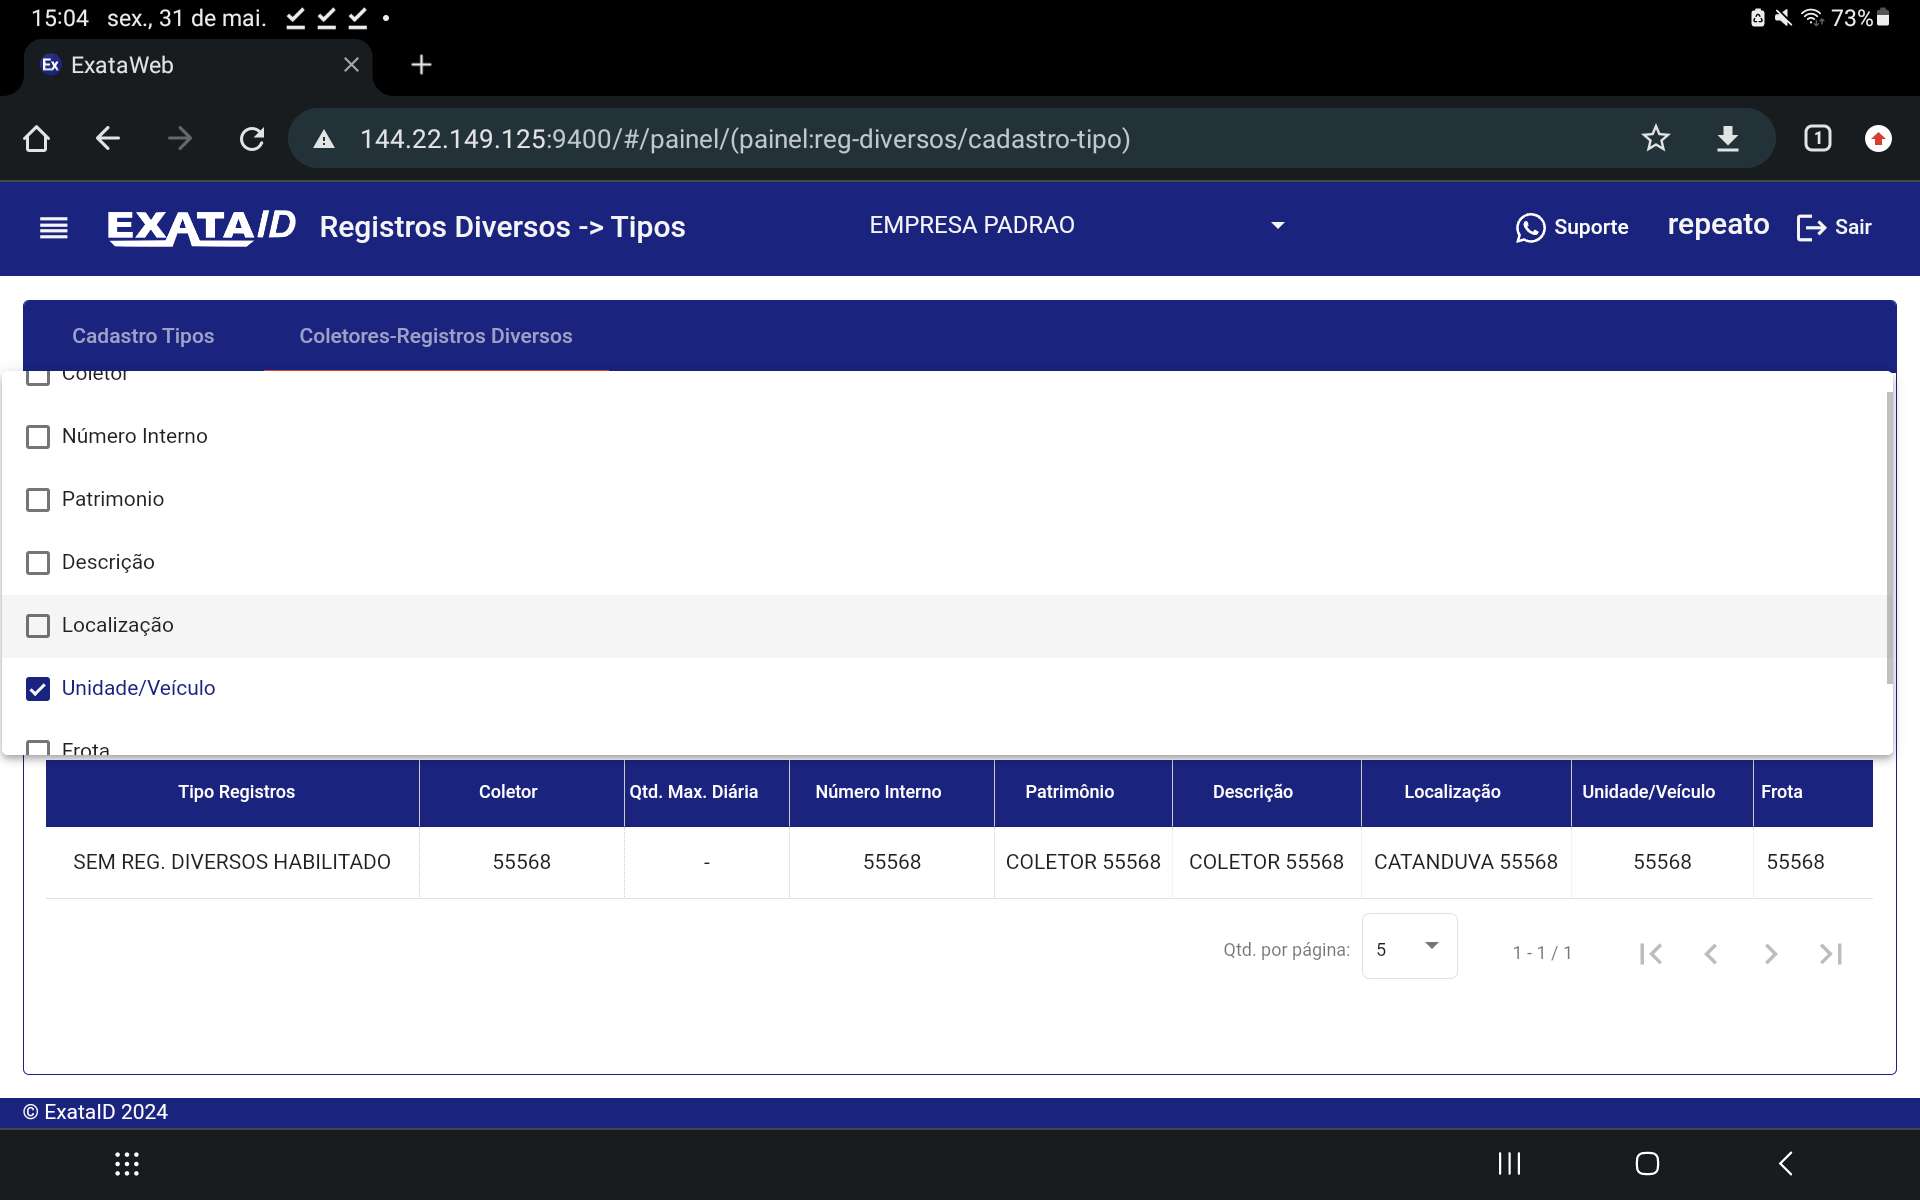 15:04 sex., 31 de mai. 73%
Ex ExataWeb
144.22.149.125:9400/#/painel/(painel:reg-diversos/cadastro-tipo) 1
EXATAID Registros Diversos -> Tipos EMPRESA PADRAO Suporte repeato Sair
Cadastro Tipos Coletores-Registros Diversos
Coletor
Número Interno
Patrimonio
Descrição
Localização
Unidade/Veículo
Frota
Tipo Registros Coletor Qtd. Max. Diária Número Interno Patrimônio Descrição Localização Unidade/Veículo Frota
SEM REG. DIVERSOS HABILITADO 55568 - 55568 COLETOR 55568 COLETOR 55568 CATANDUVA 55568 55568 55568
Qtd. por página: 5 1 - 1 / 1
© ExataID 2024